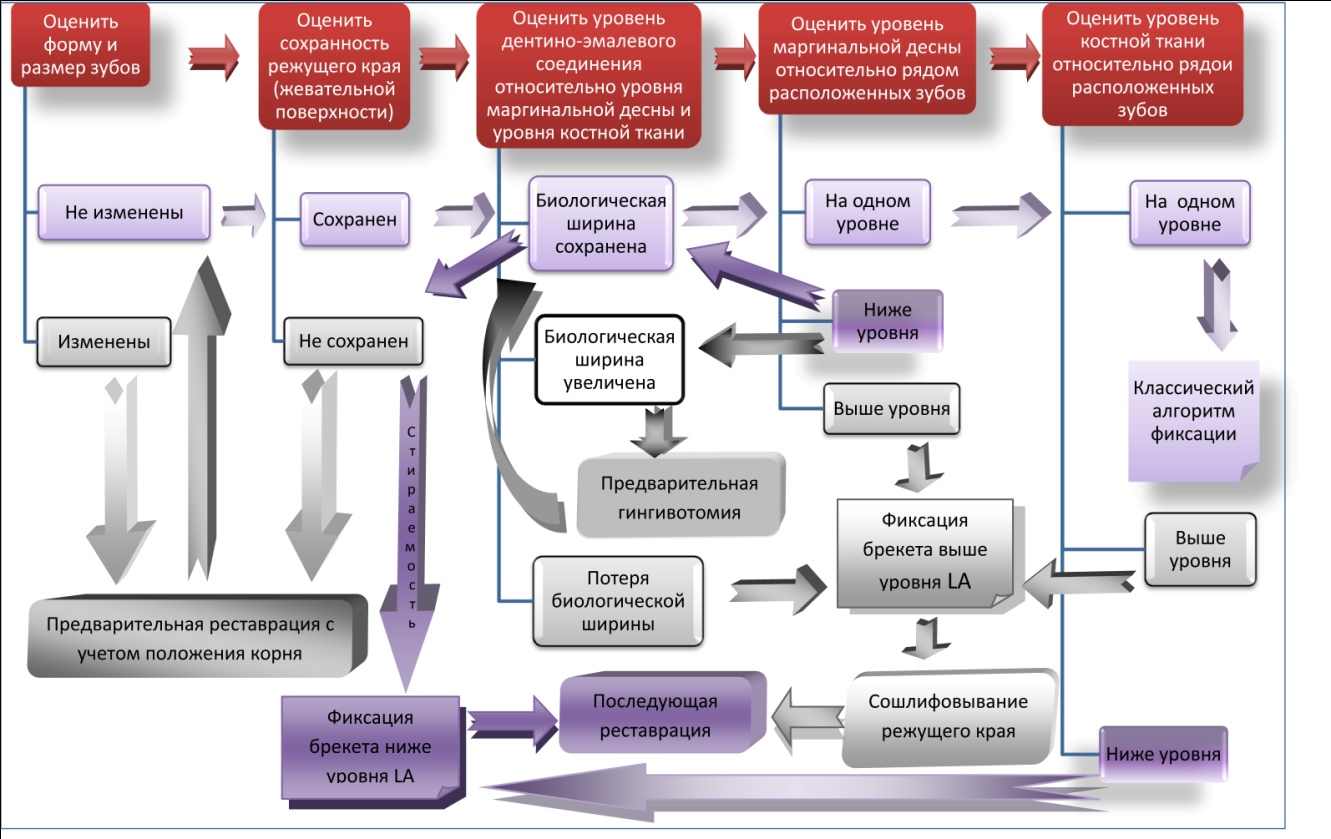 Оценить
форму и
размер зубов
Оценить
сохранность
режущего края
(жевательной
поверхности)
Оценить уровень
дентино-эмалевого
соединения
относительно уровня
маргинальной десны и
уровня костной ткани
Оценить уровень
маргинальной десны
относительно рядом
расположенных зубов
Оценить уровень
костной ткани
относительно рядои
расположенных
зубов
Не изменены
Сохранен
Биологическая
ширина
сохранена
На одном
уровне
На одном
уровне
Изменены
Не сохранен
Биологическая
ширина
увеличена
Ниже
уровня
Выше уровня
Классический
алгоритм
фиксации
Стираемость
Предварительная
гингивотомия
Фиксация
брекета выше
уровня LA
Выше
уровня
Потеря
биологической
ширины
Предварительная реставрация с
учетом положения корня
Фиксация
брекета ниже
уровня LA
Последующая
реставрация
Сошлифовывание
режущего края
Ниже уровня